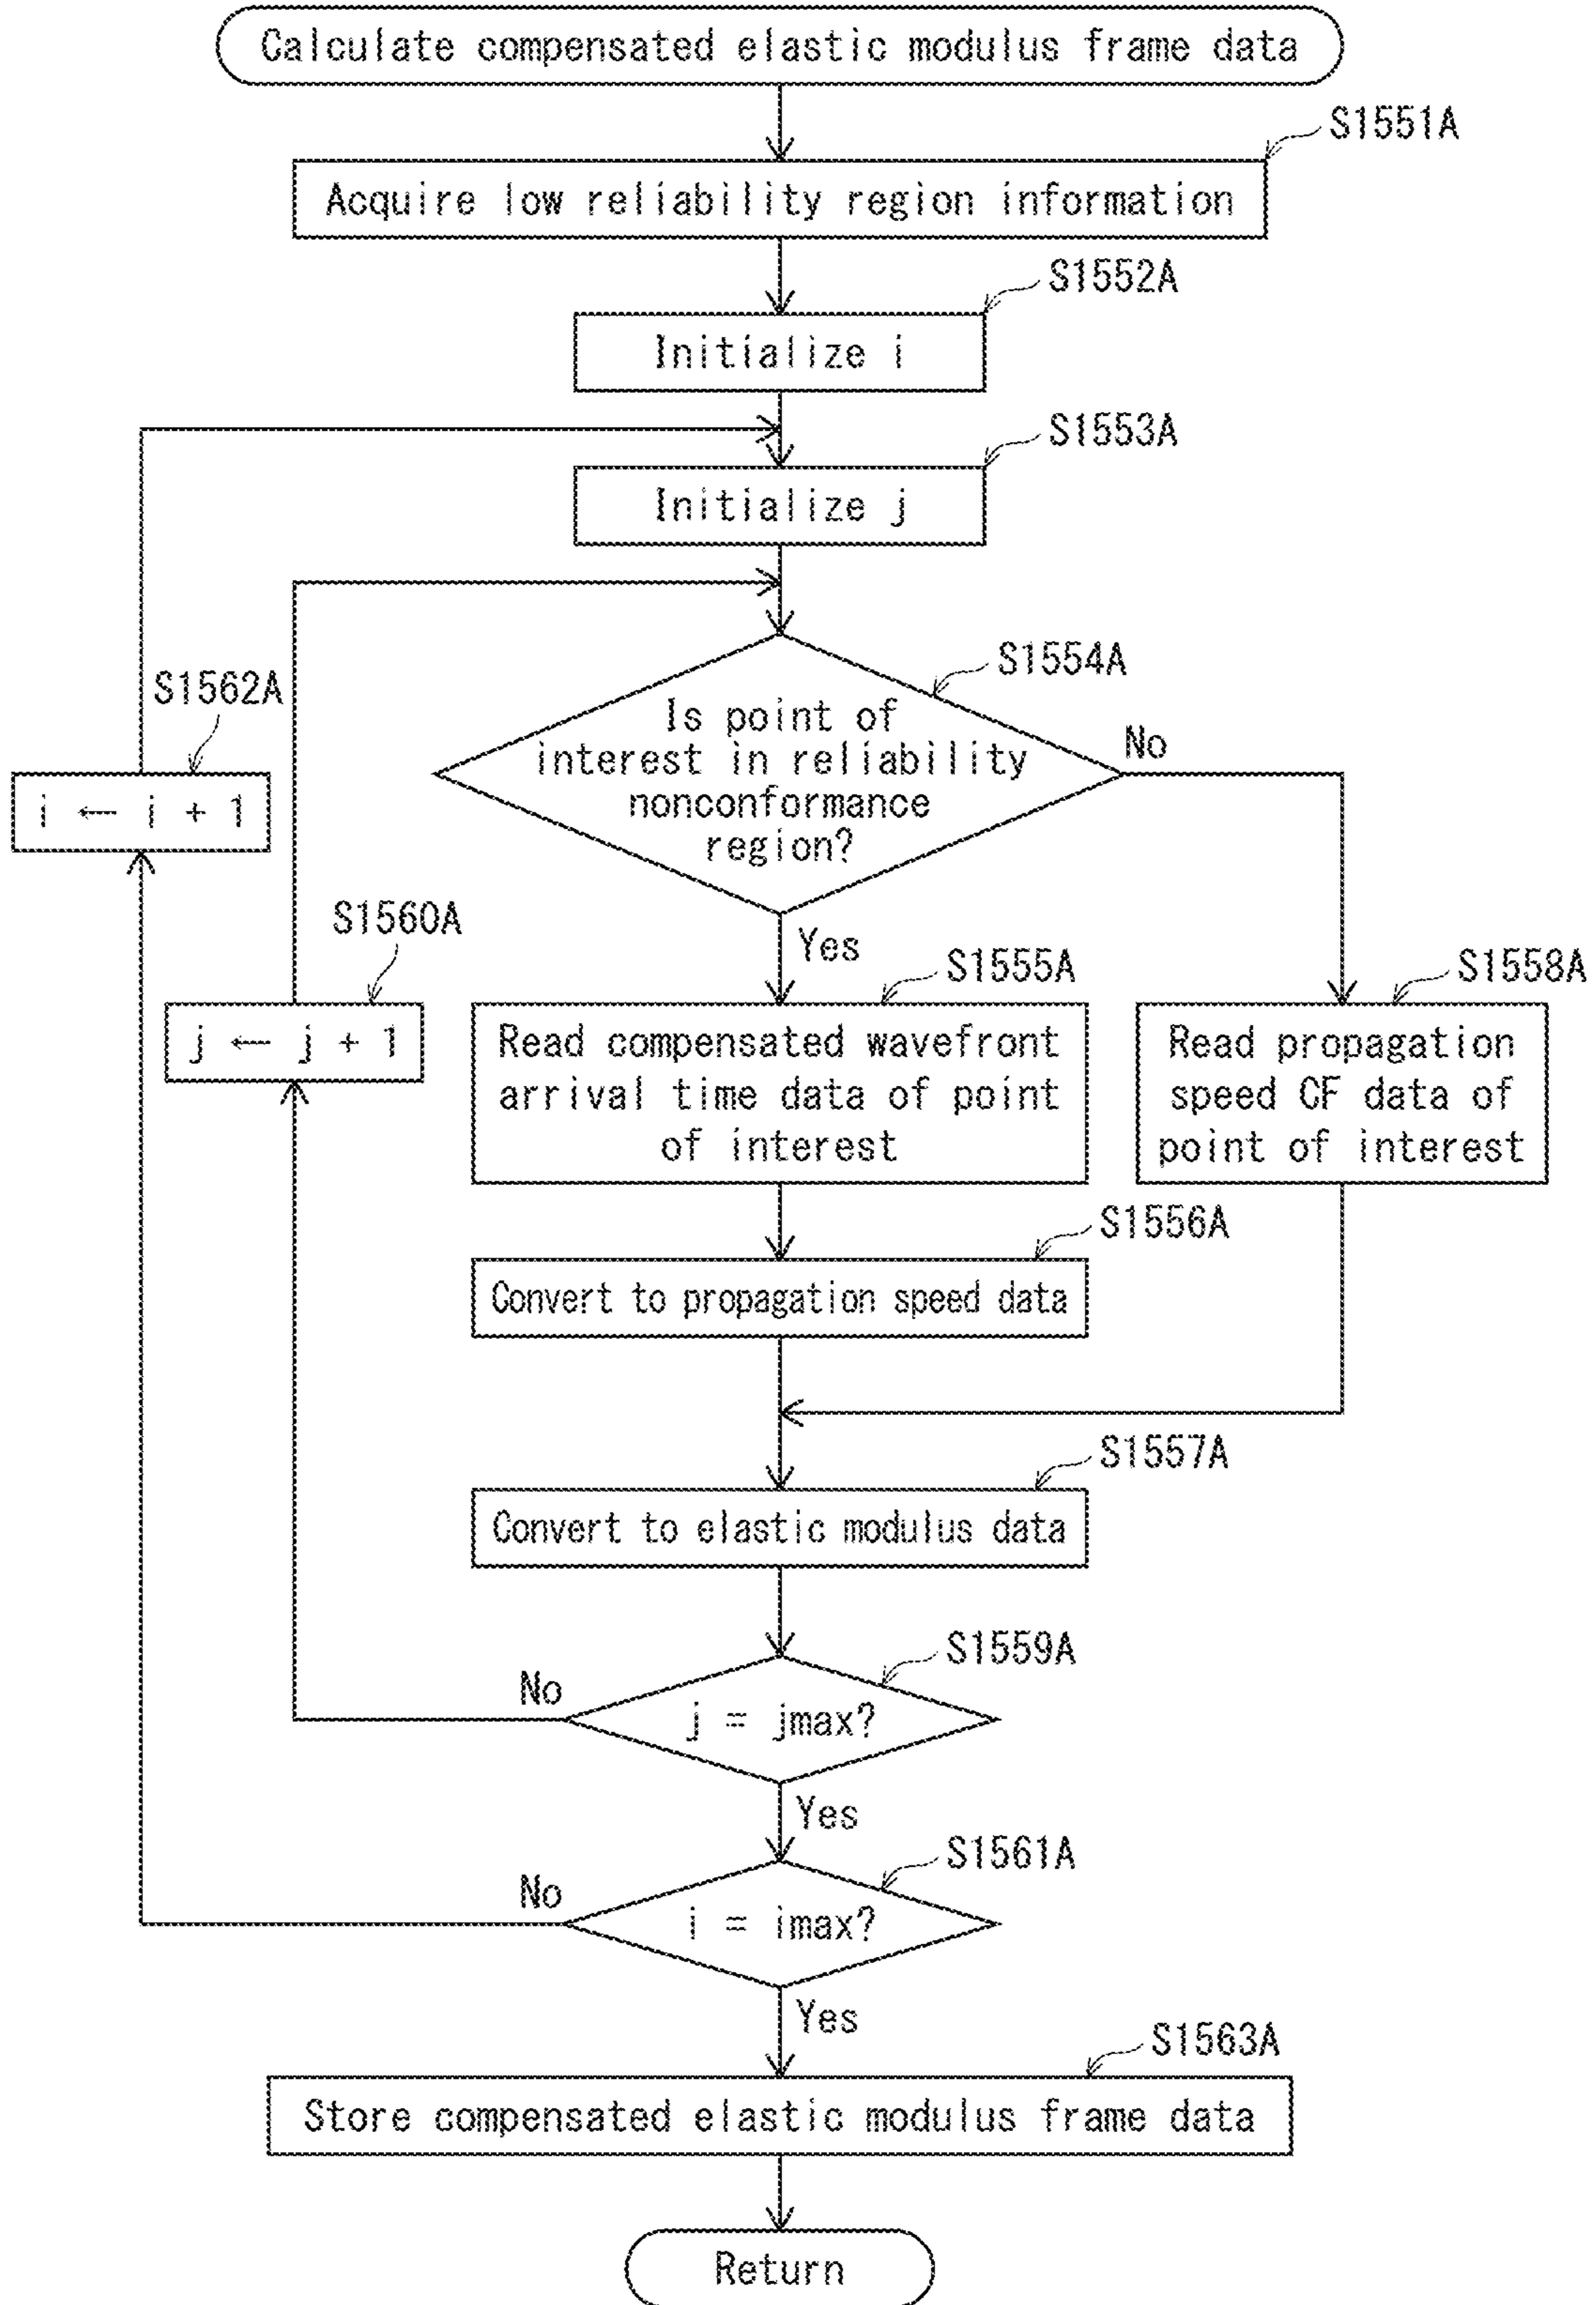 Calculate compensated elastic modulus frame data
S1551A
Acquire low reliability region information
S1552A
Initialize i
S1553A
Initialize j
S1554A
Is point of
interest in reliability
nonconformance
region?
No
S1562A
i ← i + 1
Yes
S1560A
j ← j + 1
S1555A
Read compensated wavefront
arrival time data of point
of interest
S1558A
Read propagation
speed CF data of
point of interest
S1556A
Convert to propagation speed data
S1557A
Convert to elastic modulus data
S1559A
No
j = jmax?
Yes
S1561A
No
i = imax?
Yes
S1563A
Store compensated elastic modulus frame data
Return